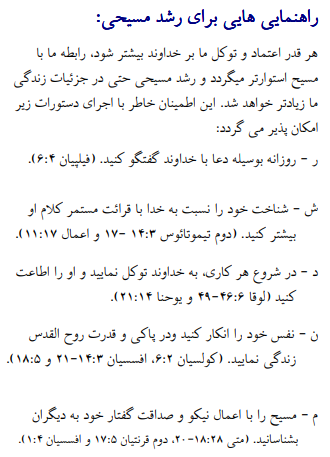 راهنمایی هایی برای رشد مسیحی:
هر قدر اعتماد و توکل ما بر خداوند بیشتر شود، رابطه ما با
مسیح استوارتر میگردد و رشد مسیحی حتی در جزئیات زندگی
ما زیادتر خواهد شد. این اطمینان خاطر با اجرای دستورات زیر
امکان پذیر می گردد:
ر – روزانه بوسیله دعا با خداوند گفتگو کنید. (فیلپیان ۶:۴).
ش – شناخت خود را نسبت به خدا با قرائت مستمر کلام او
بیشتر کنید. (دوم تیموتائوس ۱۴:۳ -۱۷ و اعمال ۱۱:۱۷).
د – در شروع هر کاری، به خداوند توکل نمایید و او را اطاعت
کنید (لوقا ۴۶:۶-۴۹ و یوحنا ۲۱:۱۴).
ن – نفس خود را انکار کنید ودر پاکی و قدرت روح القدس
زندگی نمایید. (کولسیان ۶:۲، افسسیان ۱۴:۳-۲۱ و ۱۸:۵).
م – مسیح را با اعمال نیکو و صداقت گفتار خود به دیگران
بشناسانید. (متی ۱۸:۲۸-۲۰، دوم قرنتیان ۱۷:۵ و افسسیان ۱:۴).